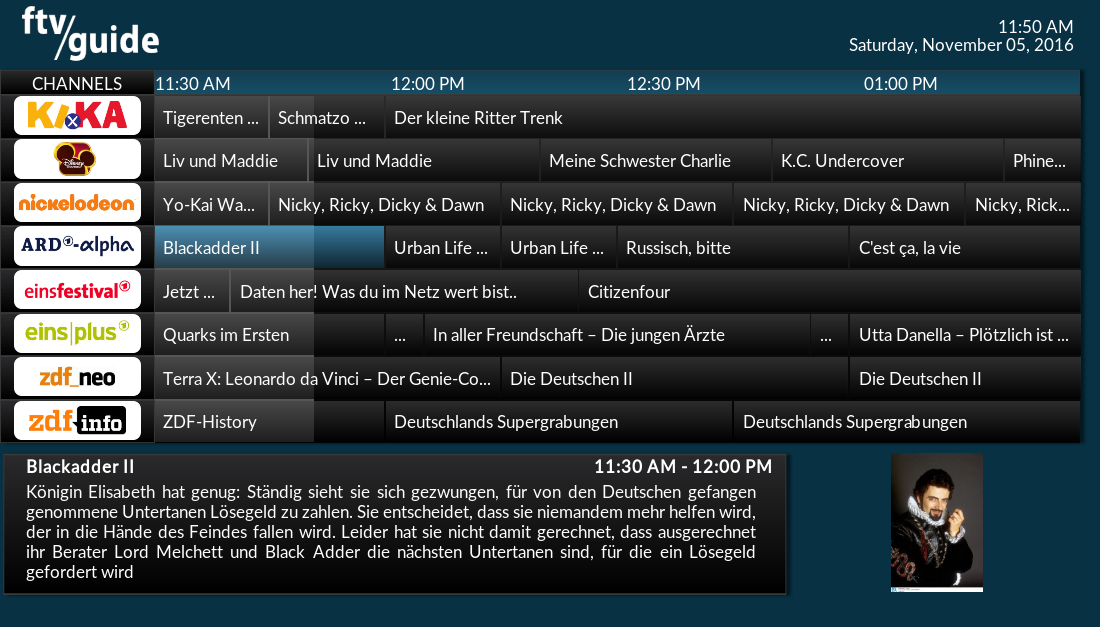 ftv/guide
11:50 AM
Saturday, November 05, 2016
CHANNELS 11:30 AM 12:00 PM 12:30 PM 01:00 PM
KiKA Tigerenten ... Schmatzo ... Der kleine Ritter Trenk
Disney Liv und Maddie Liv und Maddie Meine Schwester Charlie K.C. Undercover Phine...
nickelodeon Yo-Kai Wa... Nicky, Ricky, Dicky & Dawn Nicky, Ricky, Dicky & Dawn Nicky, Ricky, Dicky & Dawn Nicky, Rick...
ARD-alpha Blackadder II Urban Life ... Urban Life ... Russisch, bitte C'est ça, la vie
einsfestival Jetzt ... Daten her! Was du im Netz wert bist.. Citizenfour
eins|plus Quarks im Ersten ... In aller Freundschaft – Die jungen Ärzte ... Utta Danella – Plötzlich ist ...
zdf_neo Terra X: Leonardo da Vinci – Der Genie-Co... Die Deutschen II Die Deutschen II
zdf info ZDF-History Deutschlands Supergrabungen Deutschlands Supergrabungen
Blackadder II 11:30 AM - 12:00 PM
Königin Elisabeth hat genug: Ständig sieht sie sich gezwungen, für von den Deutschen gefangen
genommene Untertanen Lösegeld zu zahlen. Sie entscheidet, dass sie niemandem mehr helfen wird,
der in die Hände des Feindes fallen wird. Leider hat sie nicht damit gerechnet, dass ausgerechnet
ihr Berater Lord Melchett und Black Adder die nächsten Untertanen sind, für die ein Lösegeld
gefordert wird